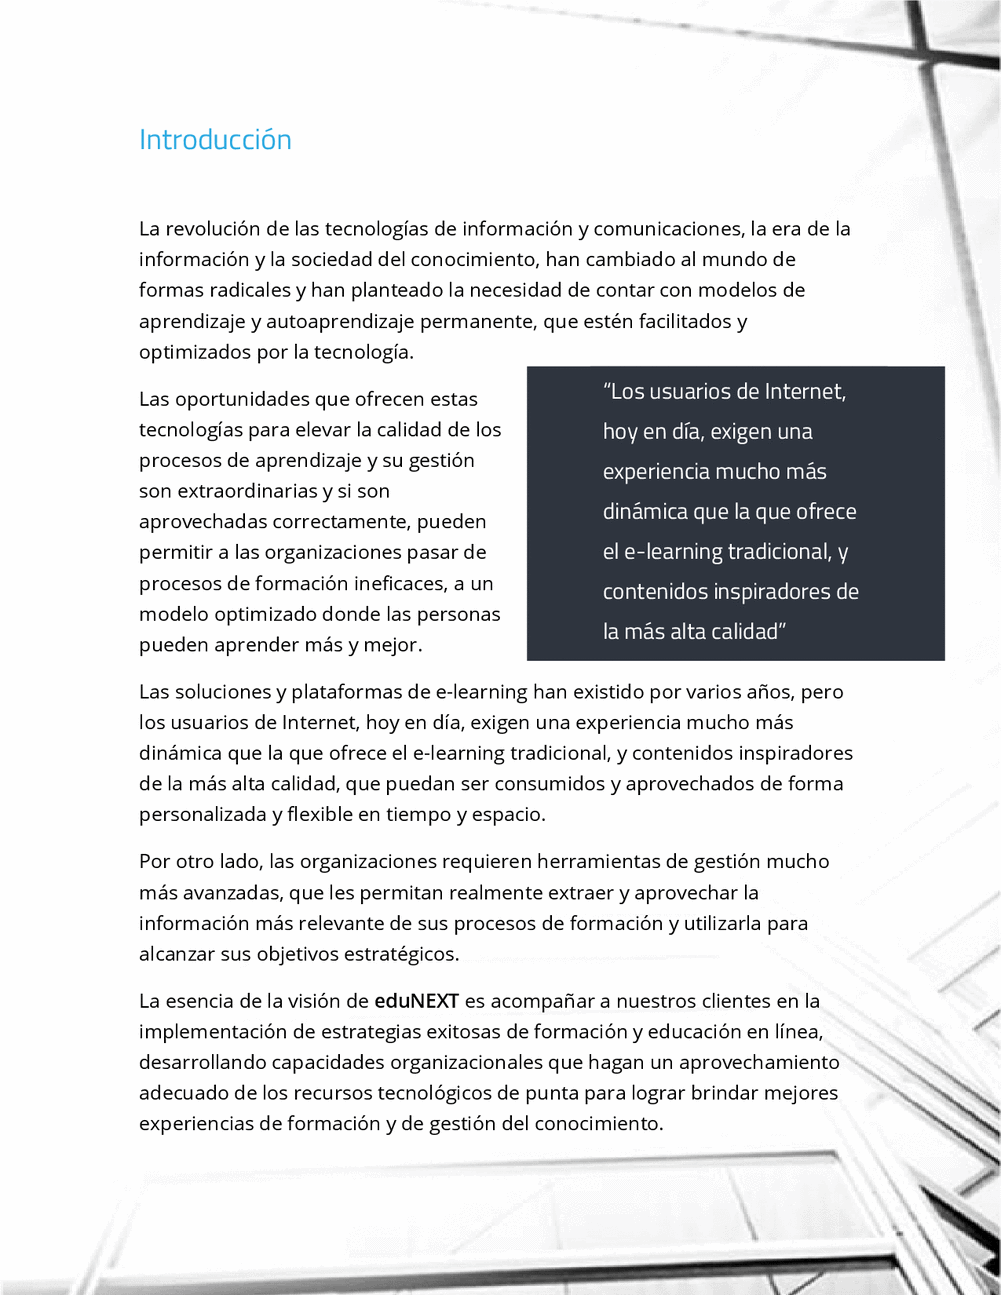 Introducción
La revolución de las tecnologías de información y comunicaciones, la era de la
información y la sociedad del conocimiento, han cambiado al mundo de
formas radicales y han planteado la necesidad de contar con modelos de
aprendizaje y autoaprendizaje permanente, que estén facilitados y
optimizados por la tecnología.
Las oportunidades que ofrecen estas
tecnologías para elevar la calidad de los
procesos de aprendizaje y su gestión
son extraordinarias y si son
aprovechadas correctamente, pueden
permitir a las organizaciones pasar de
procesos de formación ineficaces, a un
modelo optimizado donde las personas
pueden aprender más y mejor.
“Los usuarios de Internet,
hoy en día, exigen una
experiencia mucho más
dinámica que la que ofrece
el e-learning tradicional, y
contenidos inspiradores de
la más alta calidad”
Las soluciones y plataformas de e-learning han existido por varios años, pero
los usuarios de Internet, hoy en día, exigen una experiencia mucho más
dinámica que la que ofrece el e-learning tradicional, y contenidos inspiradores
de la más alta calidad, que puedan ser consumidos y aprovechados de forma
personalizada y flexible en tiempo y espacio.
Por otro lado, las organizaciones requieren herramientas de gestión mucho
más avanzadas, que les permitan realmente extraer y aprovechar la
información más relevante de sus procesos de formación y utilizarla para
alcanzar sus objetivos estratégicos.
La esencia de la visión de eduNEXT es acompañar a nuestros clientes en la
implementación de estrategias exitosas de formación y educación en línea,
desarrollando capacidades organizacionales que hagan un aprovechamiento
adecuado de los recursos tecnológicos de punta para lograr brindar mejores
experiencias de formación y de gestión del conocimiento.